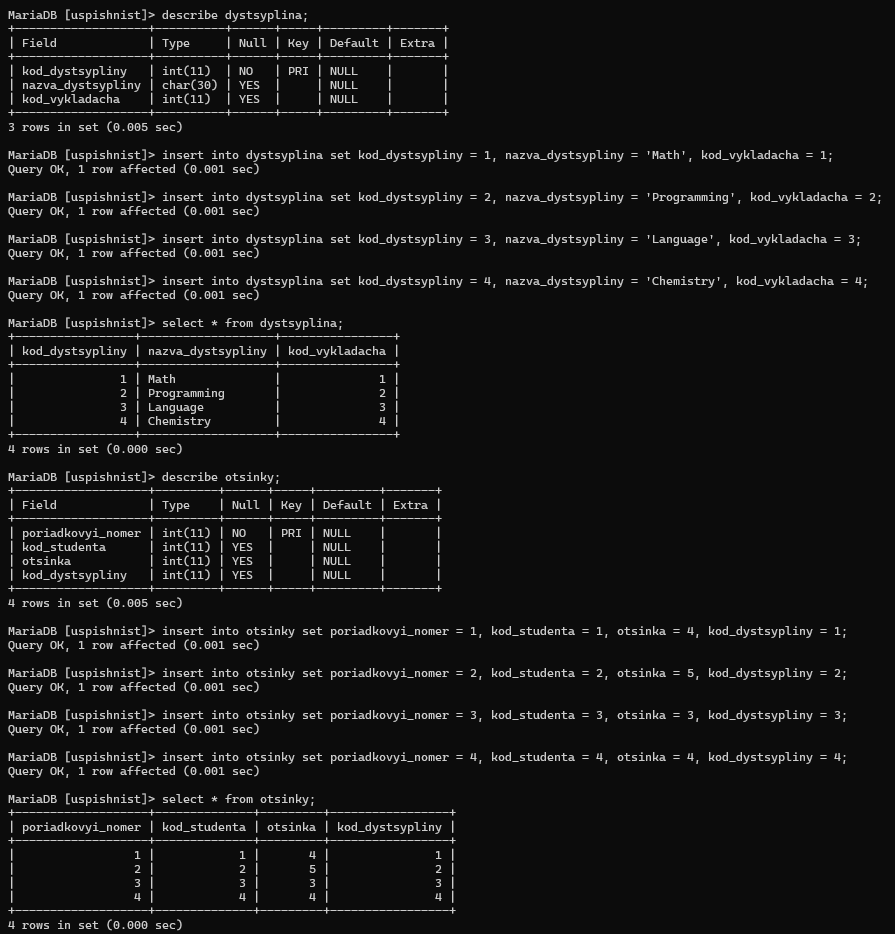 MariaDB [uspishnist]> describe dystsyplina;
+-------------------+----------+------+-----+---------+-------+
| Field             | Type     | Null | Key | Default | Extra |
+-------------------+----------+------+-----+---------+-------+
| kod_dystsypliny   | int(11)  | NO   | PRI | NULL    |       |
| nazva_dystsypliny | char(30) | YES  |     | NULL    |       |
| kod_vykladacha    | int(11)  | YES  |     | NULL    |       |
+-------------------+----------+------+-----+---------+-------+
3 rows in set (0.005 sec)

MariaDB [uspishnist]> insert into dystsyplina set kod_dystsypliny = 1, nazva_dystsypliny = 'Math', kod_vykladacha = 1;
Query OK, 1 row affected (0.001 sec)

MariaDB [uspishnist]> insert into dystsyplina set kod_dystsypliny = 2, nazva_dystsypliny = 'Programming', kod_vykladacha = 2;
Query OK, 1 row affected (0.001 sec)

MariaDB [uspishnist]> insert into dystsyplina set kod_dystsypliny = 3, nazva_dystsypliny = 'Language', kod_vykladacha = 3;
Query OK, 1 row affected (0.001 sec)

MariaDB [uspishnist]> insert into dystsyplina set kod_dystsypliny = 4, nazva_dystsypliny = 'Chemistry', kod_vykladacha = 4;
Query OK, 1 row affected (0.001 sec)

MariaDB [uspishnist]> select * from dystsyplina;
+-----------------+-------------------+----------------+
| kod_dystsypliny | nazva_dystsypliny | kod_vykladacha |
+-----------------+-------------------+----------------+
|               1 | Math              |              1 |
|               2 | Programming       |              2 |
|               3 | Language          |              3 |
|               4 | Chemistry         |              4 |
+-----------------+-------------------+----------------+
4 rows in set (0.000 sec)

MariaDB [uspishnist]> describe otsinky;
+-------------------+---------+------+-----+---------+-------+
| Field             | Type    | Null | Key | Default | Extra |
+-------------------+---------+------+-----+---------+-------+
| poriadkovyi_nomer | int(11) | NO   | PRI | NULL    |       |
| kod_studenta      | int(11) | YES  |     | NULL    |       |
| otsinka           | int(11) | YES  |     | NULL    |       |
| kod_dystsypliny   | int(11) | YES  |     | NULL    |       |
+-------------------+---------+------+-----+---------+-------+
4 rows in set (0.005 sec)

MariaDB [uspishnist]> insert into otsinky set poriadkovyi_nomer = 1, kod_studenta = 1, otsinka = 4, kod_dystsypliny = 1;
Query OK, 1 row affected (0.001 sec)

MariaDB [uspishnist]> insert into otsinky set poriadkovyi_nomer = 2, kod_studenta = 2, otsinka = 5, kod_dystsypliny = 2;
Query OK, 1 row affected (0.001 sec)

MariaDB [uspishnist]> insert into otsinky set poriadkovyi_nomer = 3, kod_studenta = 3, otsinka = 3, kod_dystsypliny = 3;
Query OK, 1 row affected (0.001 sec)

MariaDB [uspishnist]> insert into otsinky set poriadkovyi_nomer = 4, kod_studenta = 4, otsinka = 4, kod_dystsypliny = 4;
Query OK, 1 row affected (0.001 sec)

MariaDB [uspishnist]> select * from otsinky;
+-------------------+--------------+---------+-----------------+
| poriadkovyi_nomer | kod_studenta | otsinka | kod_dystsypliny |
+-------------------+--------------+---------+-----------------+
|                 1 |            1 |       4 |               1 |
|                 2 |            2 |       5 |               2 |
|                 3 |            3 |       3 |               3 |
|                 4 |            4 |       4 |               4 |
+-------------------+--------------+---------+-----------------+
4 rows in set (0.000 sec)